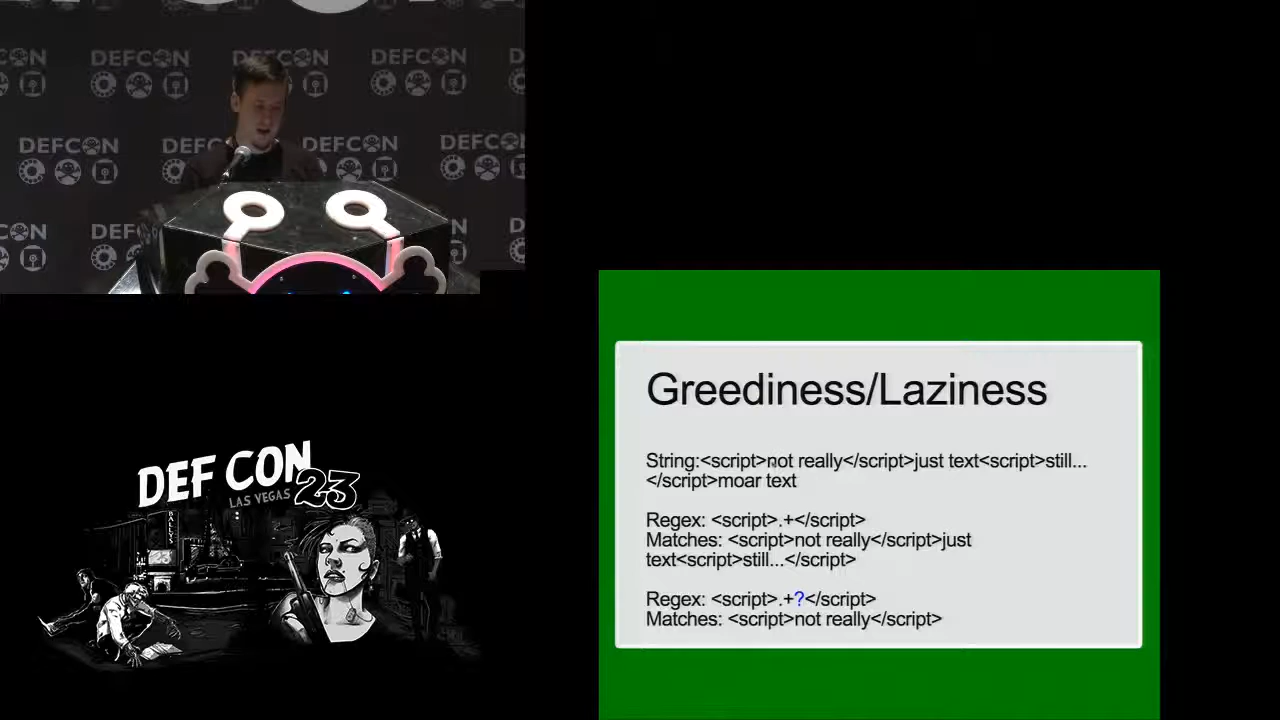 DEFCON DEFCON DEFCON
DEFCON DEFCON DEFCON DEFCON
DEF CON
LAS VEGAS 23
BALLY'S
Greediness/Laziness
String:<script>not really</script>just text<script>still...
</script>moar text
Regex: <script>.+</script>
Matches: <script>not really</script>just
text<script>still...</script>
Regex: <script>.+?</script>
Matches: <script>not really</script>